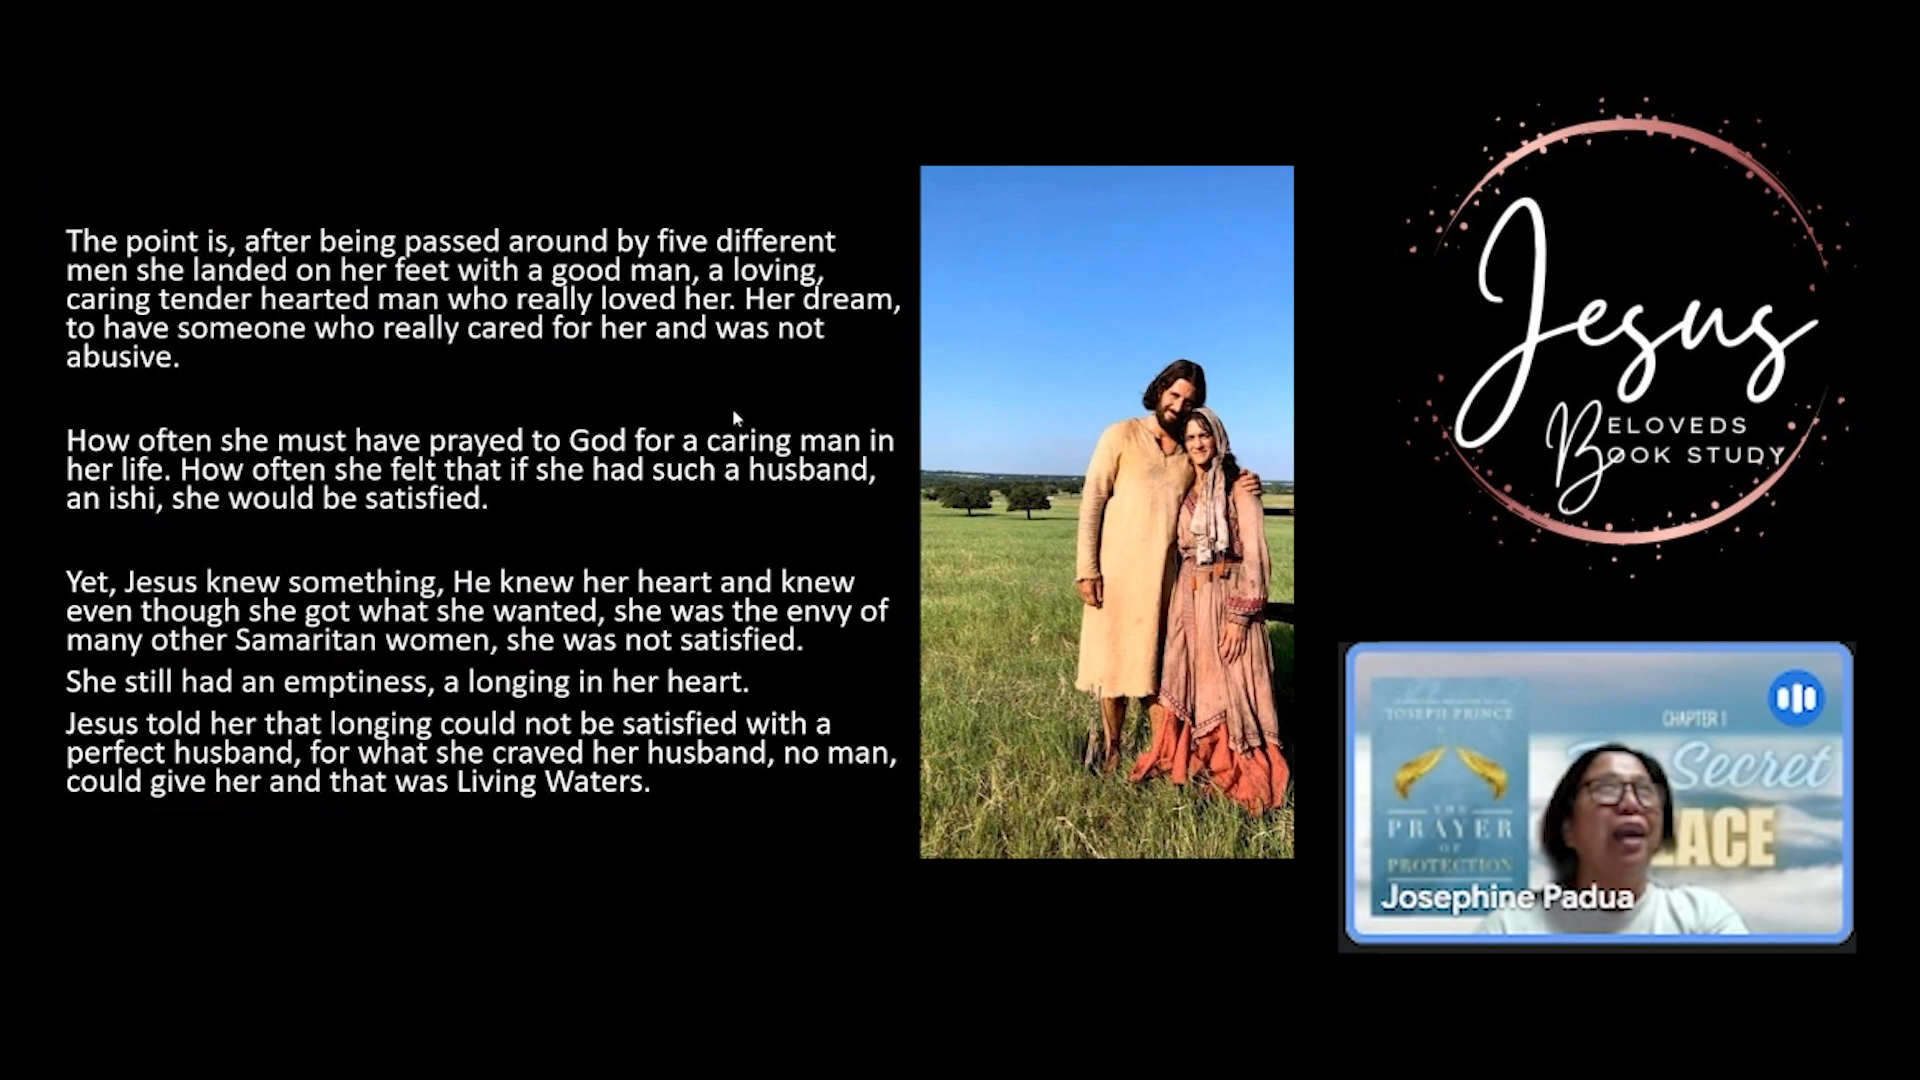 The point is, after being passed around by five different
men she landed on her feet with a good man, a loving,
caring tender hearted man who really loved her. Her dream,
to have someone who really cared for her and was not
abusive.
How often she must have prayed to God for a caring man in
her life. How often she felt that if she had such a husband,
an ishi, she would be satisfied.
Yet, Jesus knew something, He knew her heart and knew
even though she got what she wanted, she was the envy of
many other Samaritan women, she was not satisfied.
She still had an emptiness, a longing in her heart.
Jesus told her that longing could not be satisfied with a
perfect husband, for what she craved her husband, no man,
could give her and that was Living Waters.
Jesus
BELOVEDS
BOOK STUDY
JOSEPH PRINCE
THE
PRAYER
OF
PROTECTION
CHAPTER 1
Secret
LACE
Josephine Padua